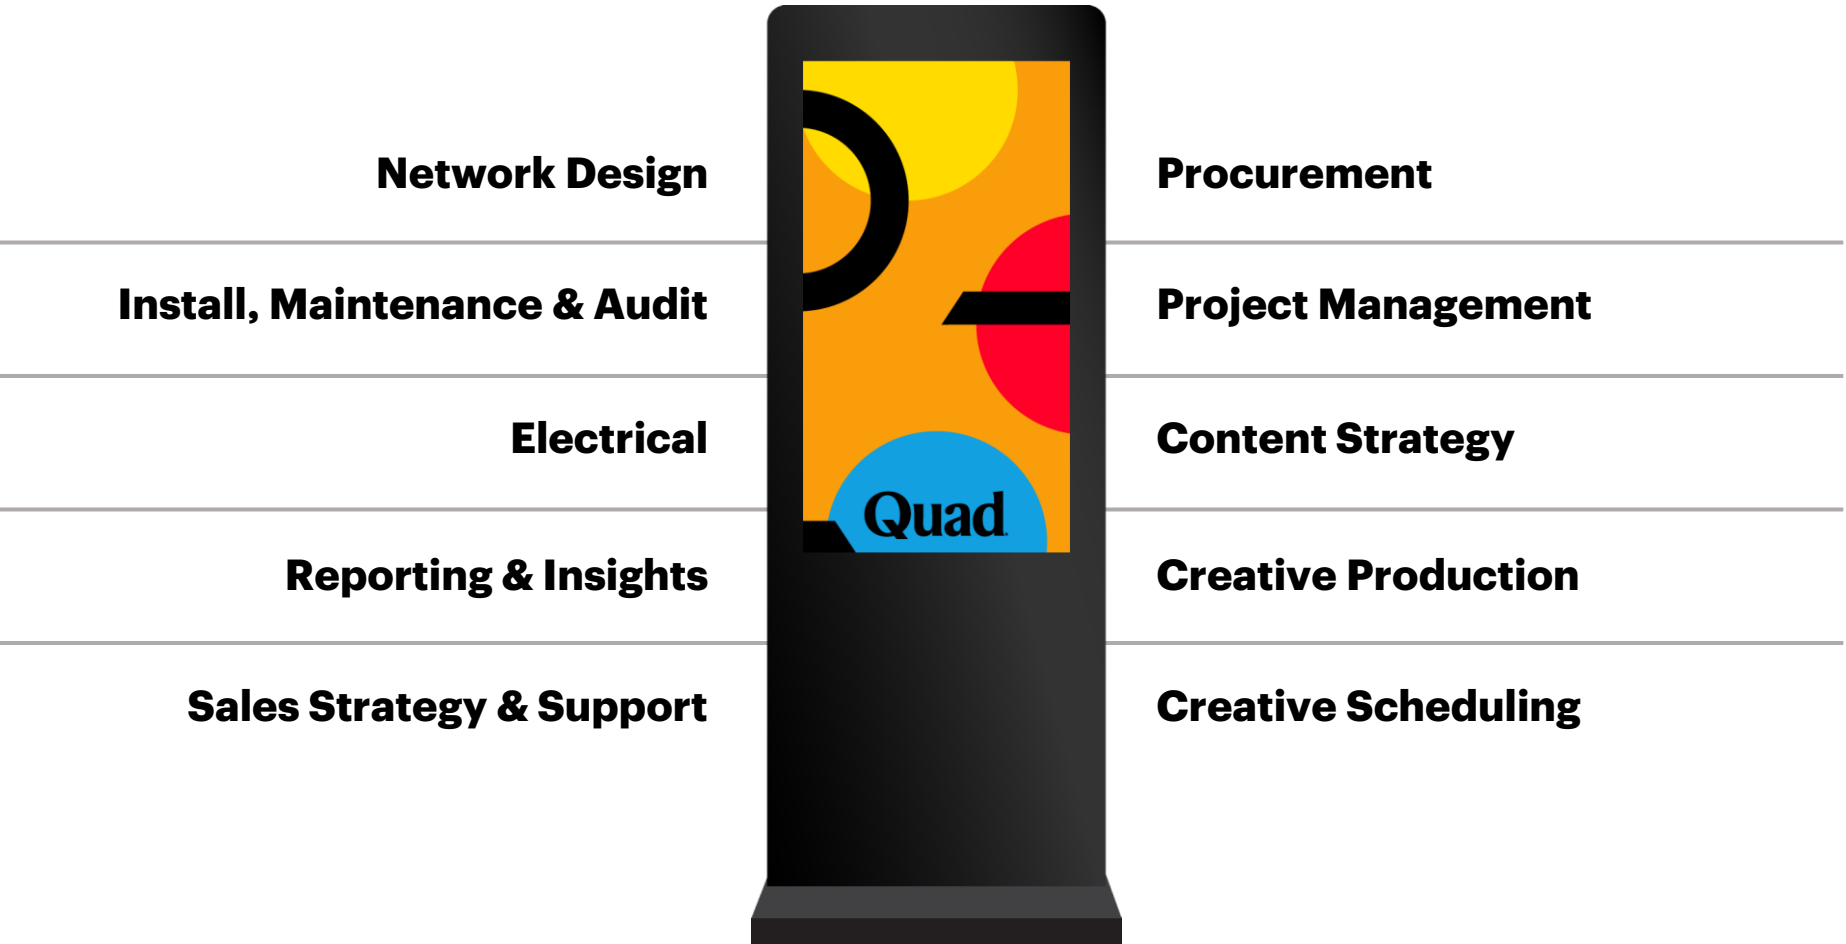 Network Design
Install, Maintenance & Audit
Electrical
Reporting & Insights
Sales Strategy & Support
Quad
Procurement
Project Management
Content Strategy
Creative Production
Creative Scheduling